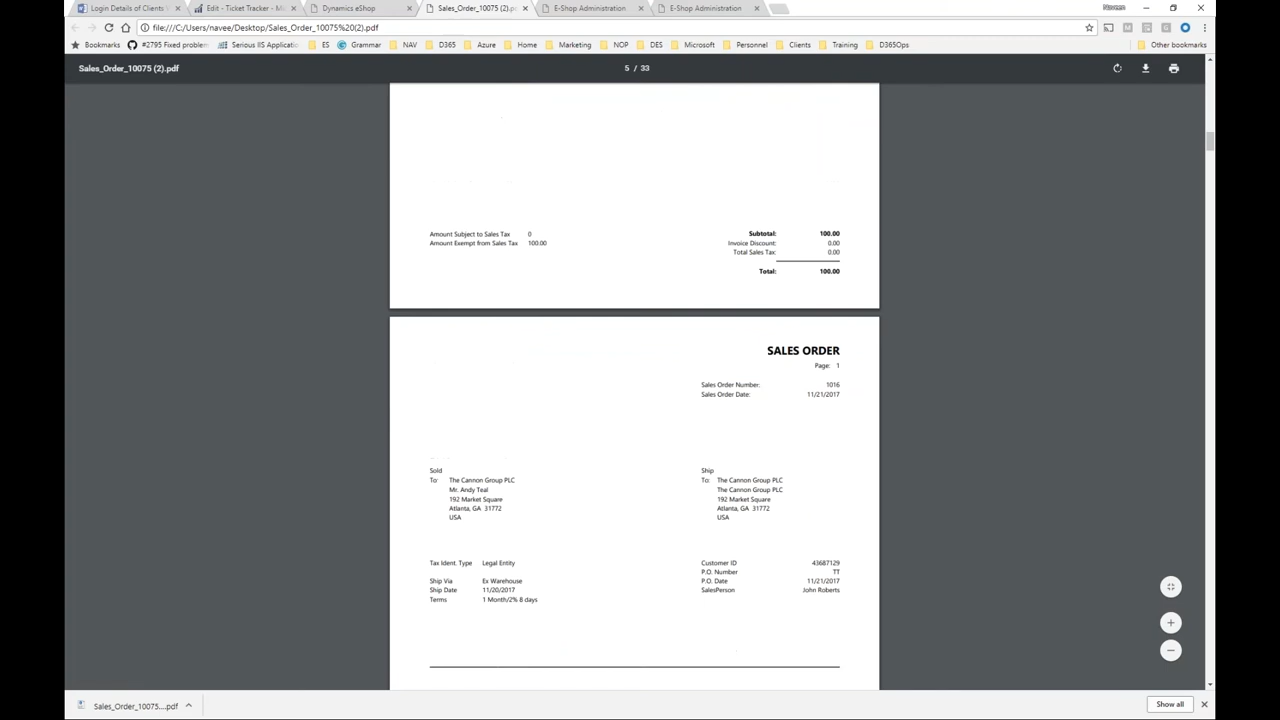 Login Details of Clients V
Edit - Ticket Tracker - Mi
Dynamics eShop
Sales_Order_10075 (2).pd
E-Shop Administration
E-Shop Administration
Naveen
file:///C:/Users/navee/Desktop/Sales_Order_10075%20(2).pdf
Bookmarks
#2795 Fixed problem
Serious IIS Applicatio
ES
Grammar
NAV
D365
Azure
Home
Marketing
NOP
DES
Microsoft
Personnel
Clients
Training
D365Ops
Other bookmarks
Sales_Order_10075 (2).pdf
5 / 33
Amount Subject to Sales Tax 0
Amount Exempt from Sales Tax 100.00
Subtotal: 100.00
Invoice Discount: 0.00
Total Sales Tax: 0.00
Total: 100.00
SALES ORDER
Page: 1
Sales Order Number: 1016
Sales Order Date: 11/21/2017
Sold
To: The Cannon Group PLC
Mr. Andy Teal
192 Market Square
Atlanta, GA 31772
USA
Ship
To: The Cannon Group PLC
The Cannon Group PLC
192 Market Square
Atlanta, GA 31772
USA
Tax Ident. Type Legal Entity
Ship Via Ex Warehouse
Ship Date 11/20/2017
Terms 1 Month/2% 8 days
Customer ID 43687129
P.O. Number TT
P.O. Date 11/21/2017
SalesPerson John Roberts
Sales_Order_10075....pdf
Show all